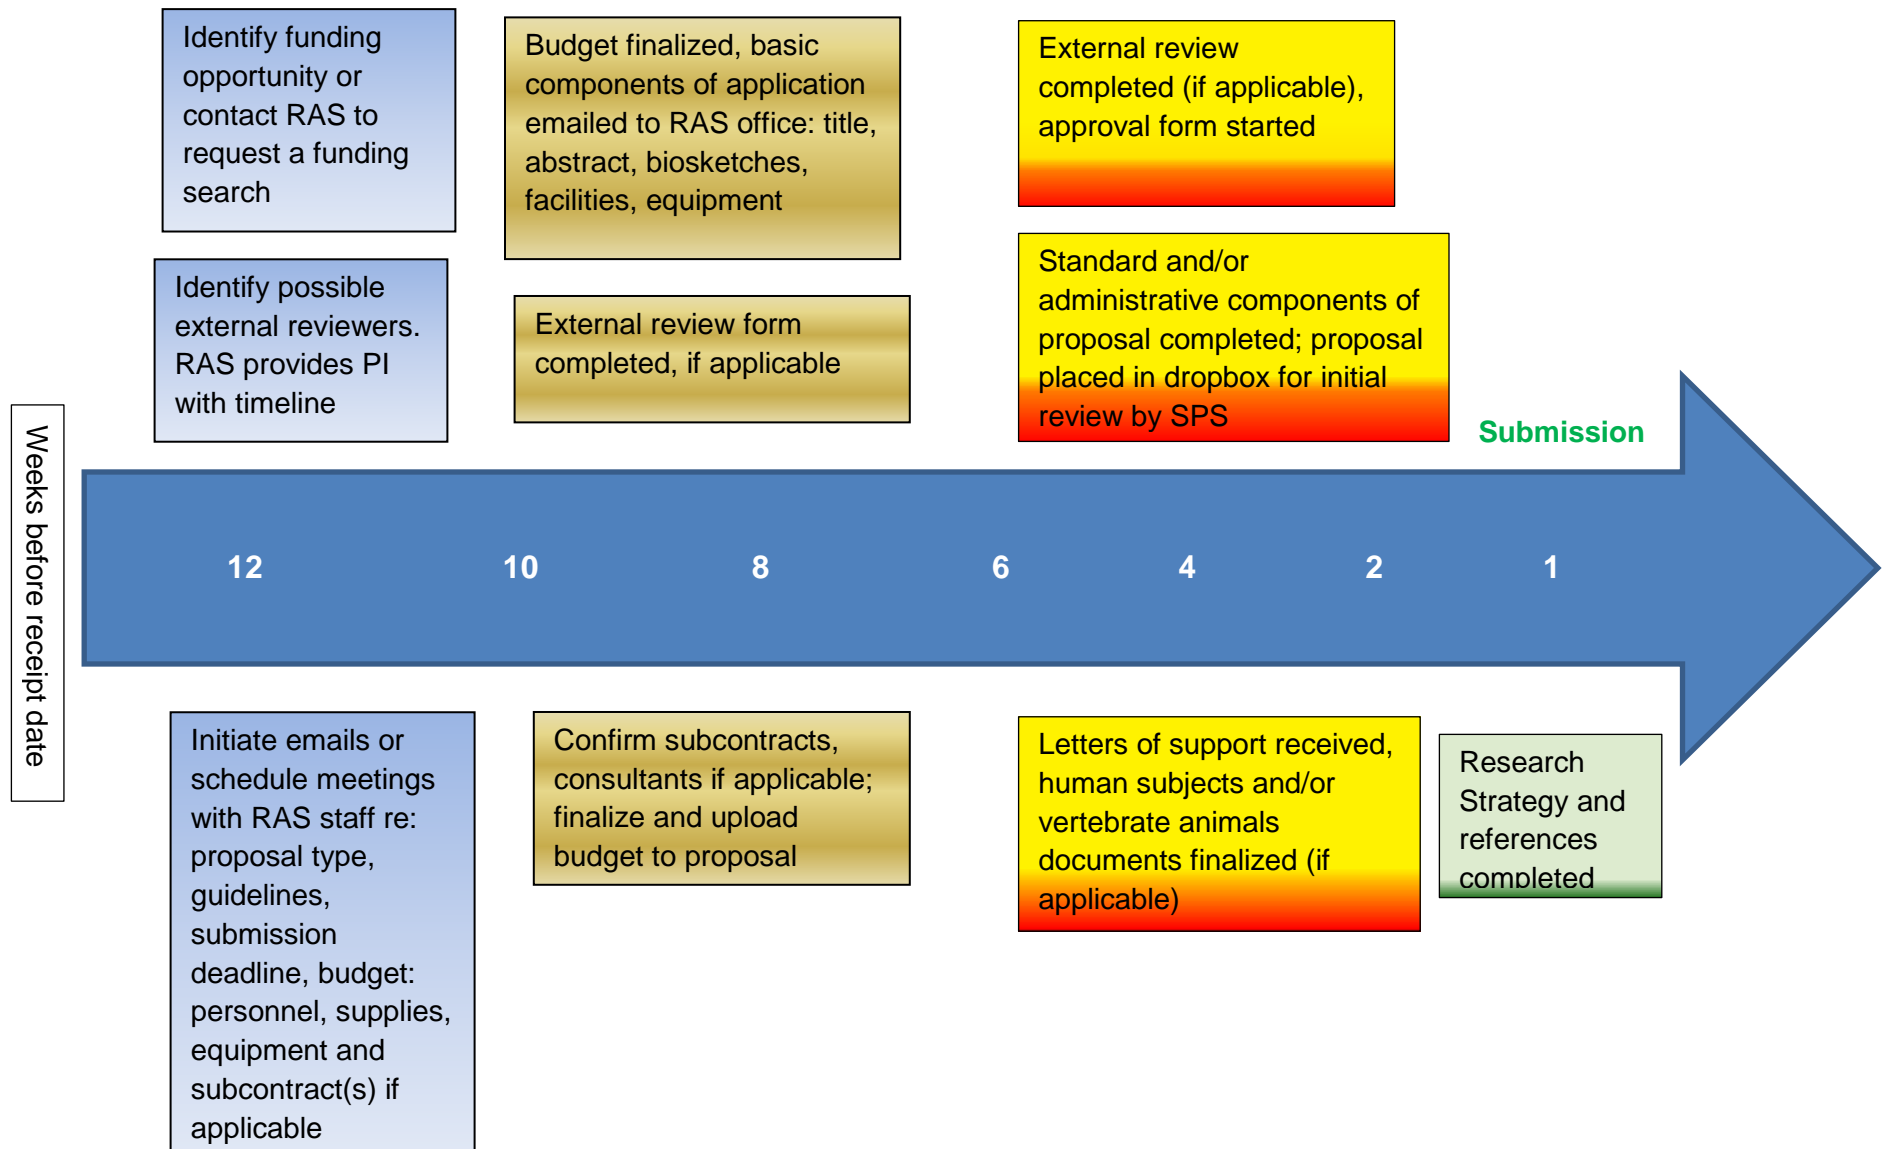 Identify funding
opportunity or
contact RAS to
request a funding
search
Budget finalized, basic
components of application
emailed to RAS office: title,
abstract, biosketches,
facilities, equipment
External review
completed (if applicable),
approval form started
Identify possible
external reviewers.
RAS provides PI
with timeline
External review form
completed, if applicable
Standard and/or
administrative components of
proposal completed; proposal
placed in dropbox for initial
review by SPS
Submission
Weeks before receipt date
12 10 8 6 4 2 1
Initiate emails or
schedule meetings
with RAS staff re:
proposal type,
guidelines,
submission
deadline, budget:
personnel, supplies,
equipment and
subcontract(s) if
applicable
Confirm subcontracts,
consultants if applicable;
finalize and upload
budget to proposal
Letters of support received,
human subjects and/or
vertebrate animals
documents finalized (if
applicable)
Research
Strategy and
references
completed